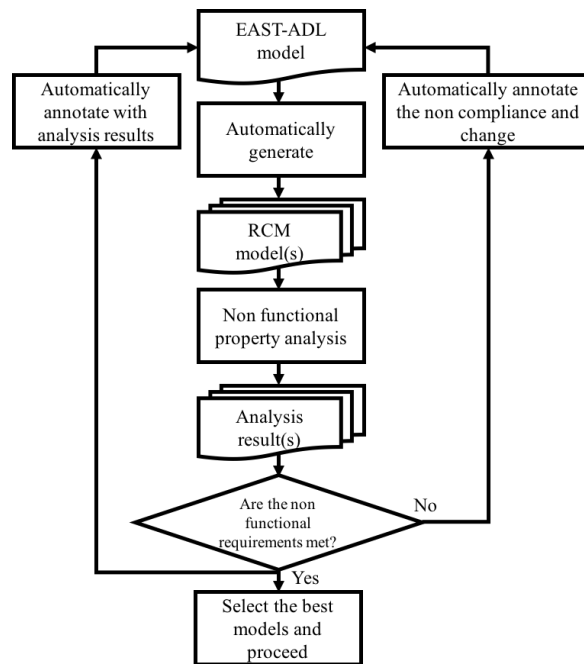 EAST-ADL
model
Automatically
annotate with
analysis results
Automatically annotate
the non compliance and
change
Automatically
generate
RCM
model(s)
Non functional
property analysis
Analysis
result(s)
Are the non
functional
requirements met?
No
Yes
Select the best
models and
proceed